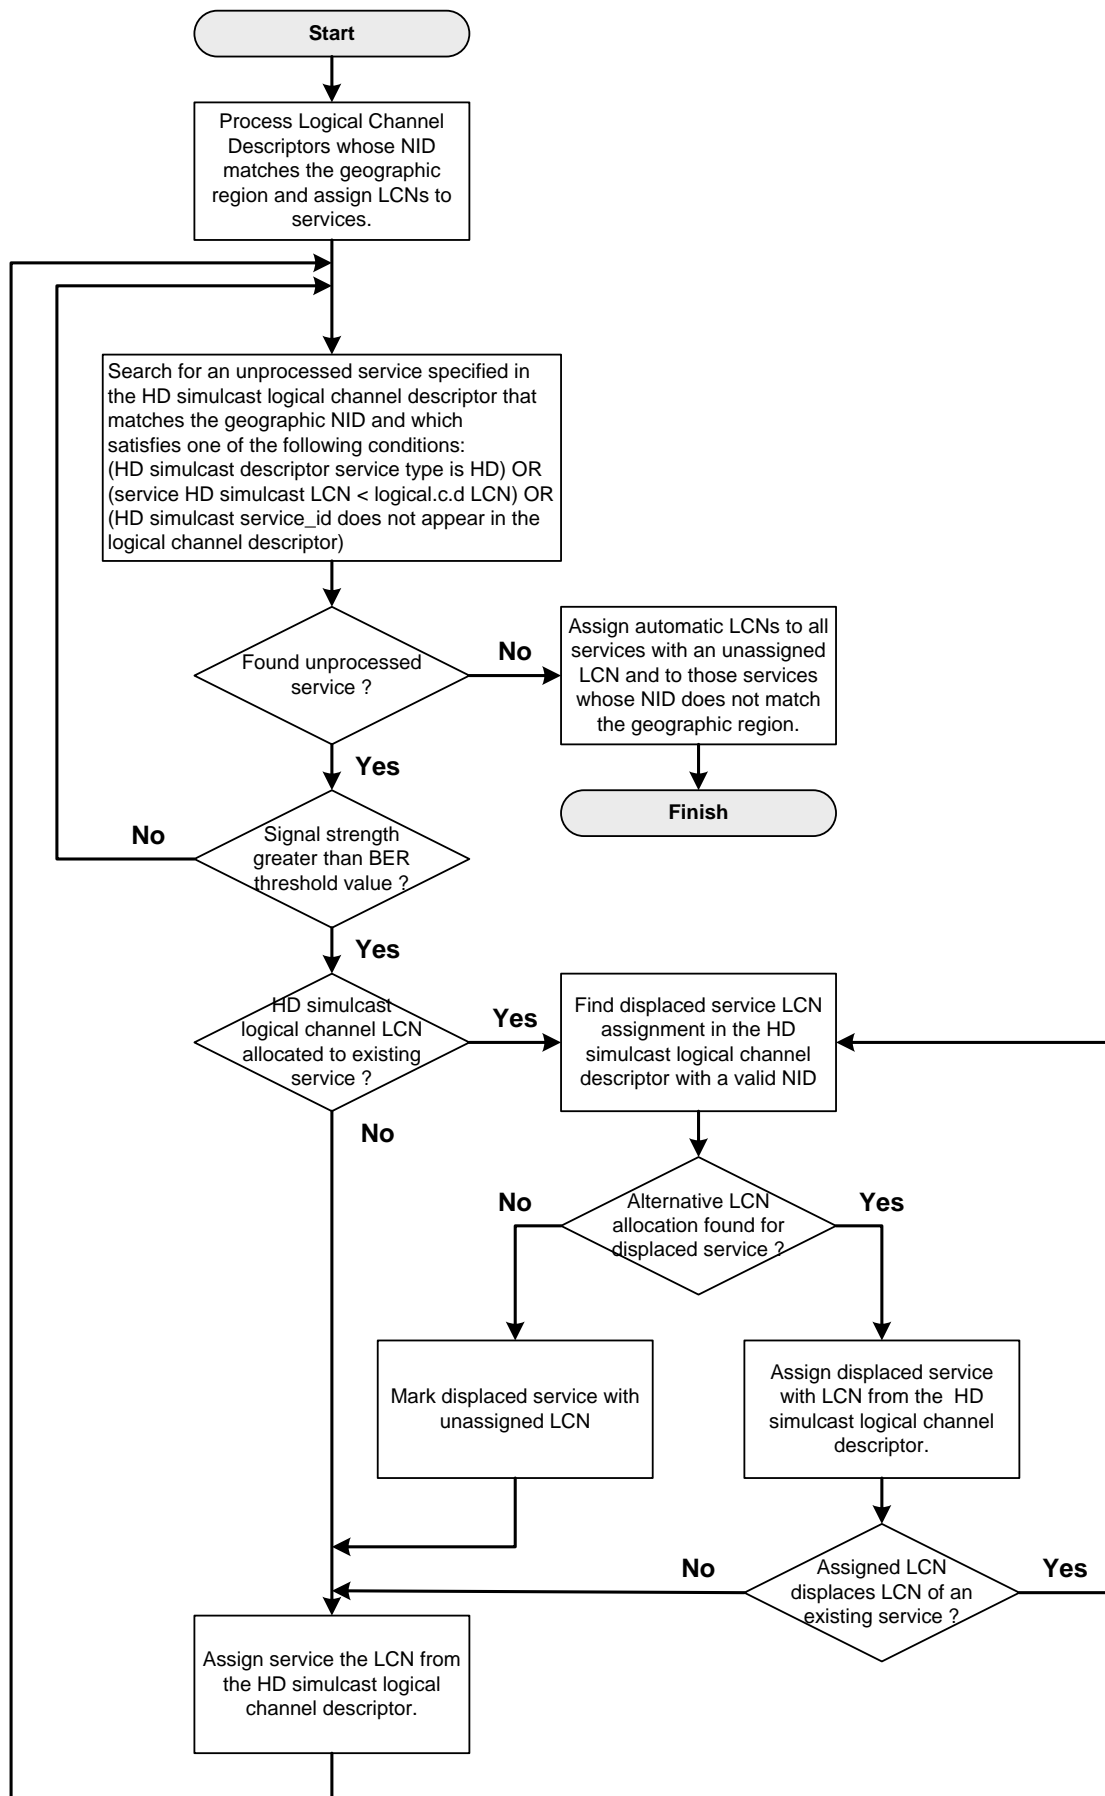 Start
Process Logical Channel
Descriptors whose NID
matches the geographic
region and assign LCNs to
services.
Search for an unprocessed service specified in
the HD simulcast logical channel descriptor that
matches the geographic NID and which
satisfies one of the following conditions:
(HD simulcast descriptor service type is HD) OR
(service HD simulcast LCN < logical.c.d LCN) OR
(HD simulcast service_id does not appear in the
logical channel descriptor)
Found unprocessed
service ?
No
Assign automatic LCNs to all
services with an unassigned
LCN and to those services
whose NID does not match
the geographic region.
Yes
Finish
No
Signal strength
greater than BER
threshold value ?
Yes
HD simulcast
logical channel LCN
allocated to existing
service ?
Yes
Find displaced service LCN
assignment in the HD
simulcast logical channel
descriptor with a valid NID
No
No
Alternative LCN
allocation found for
displaced service ?
Yes
Mark displaced service with
unassigned LCN
Assign displaced service
with LCN from the  HD
simulcast logical channel
descriptor.
No
Assigned LCN
displaces LCN of an
existing service ?
Yes
Assign service the LCN from
the HD simulcast logical
channel descriptor.